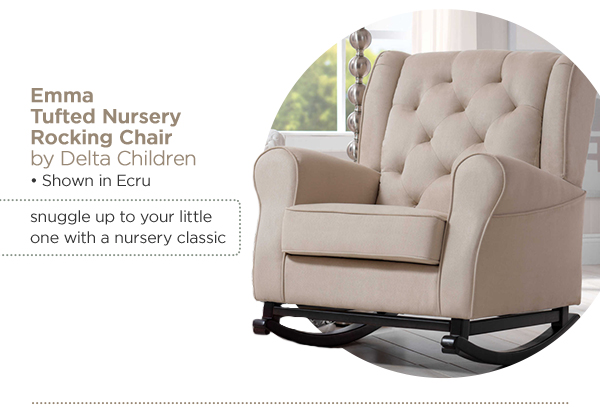 Emma
Tufted Nursery
Rocking Chair
by Delta Children
• Shown in Ecru
snuggle up to your little
one with a nursery classic